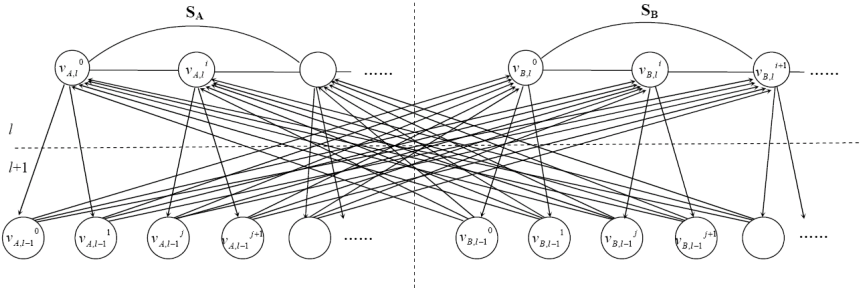 S_A S_B
v_{A,l}^0 v_{A,l}^i ...... v_{B,l}^0 v_{B,l}^i v_{B,l}^{i+1} ......
l
l+1
v_{A,l-1}^0 v_{A,l-1}^1 v_{A,l-1}^j v_{A,l-1}^{j+1} ...... v_{B,l-1}^0 v_{B,l-1}^1 v_{B,l-1}^j v_{B,l-1}^{j+1} ......